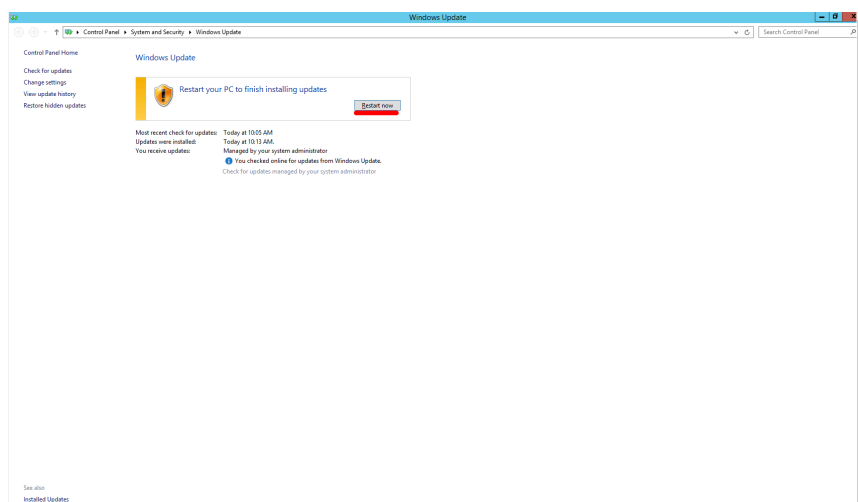 Windows Update
Control Panel ▸ System and Security ▸ Windows Update
Search Control Panel
Control Panel Home
Check for updates
Change settings
View update history
Restore hidden updates
Windows Update
Restart your PC to finish installing updates
Restart now
Most recent check for updates: Today at 10:05 AM
Updates were installed: Today at 10:13 AM.
You receive updates: Managed by your system administrator
You checked online for updates from Windows Update.
Check for updates managed by your system administrator
See also
Installed Updates